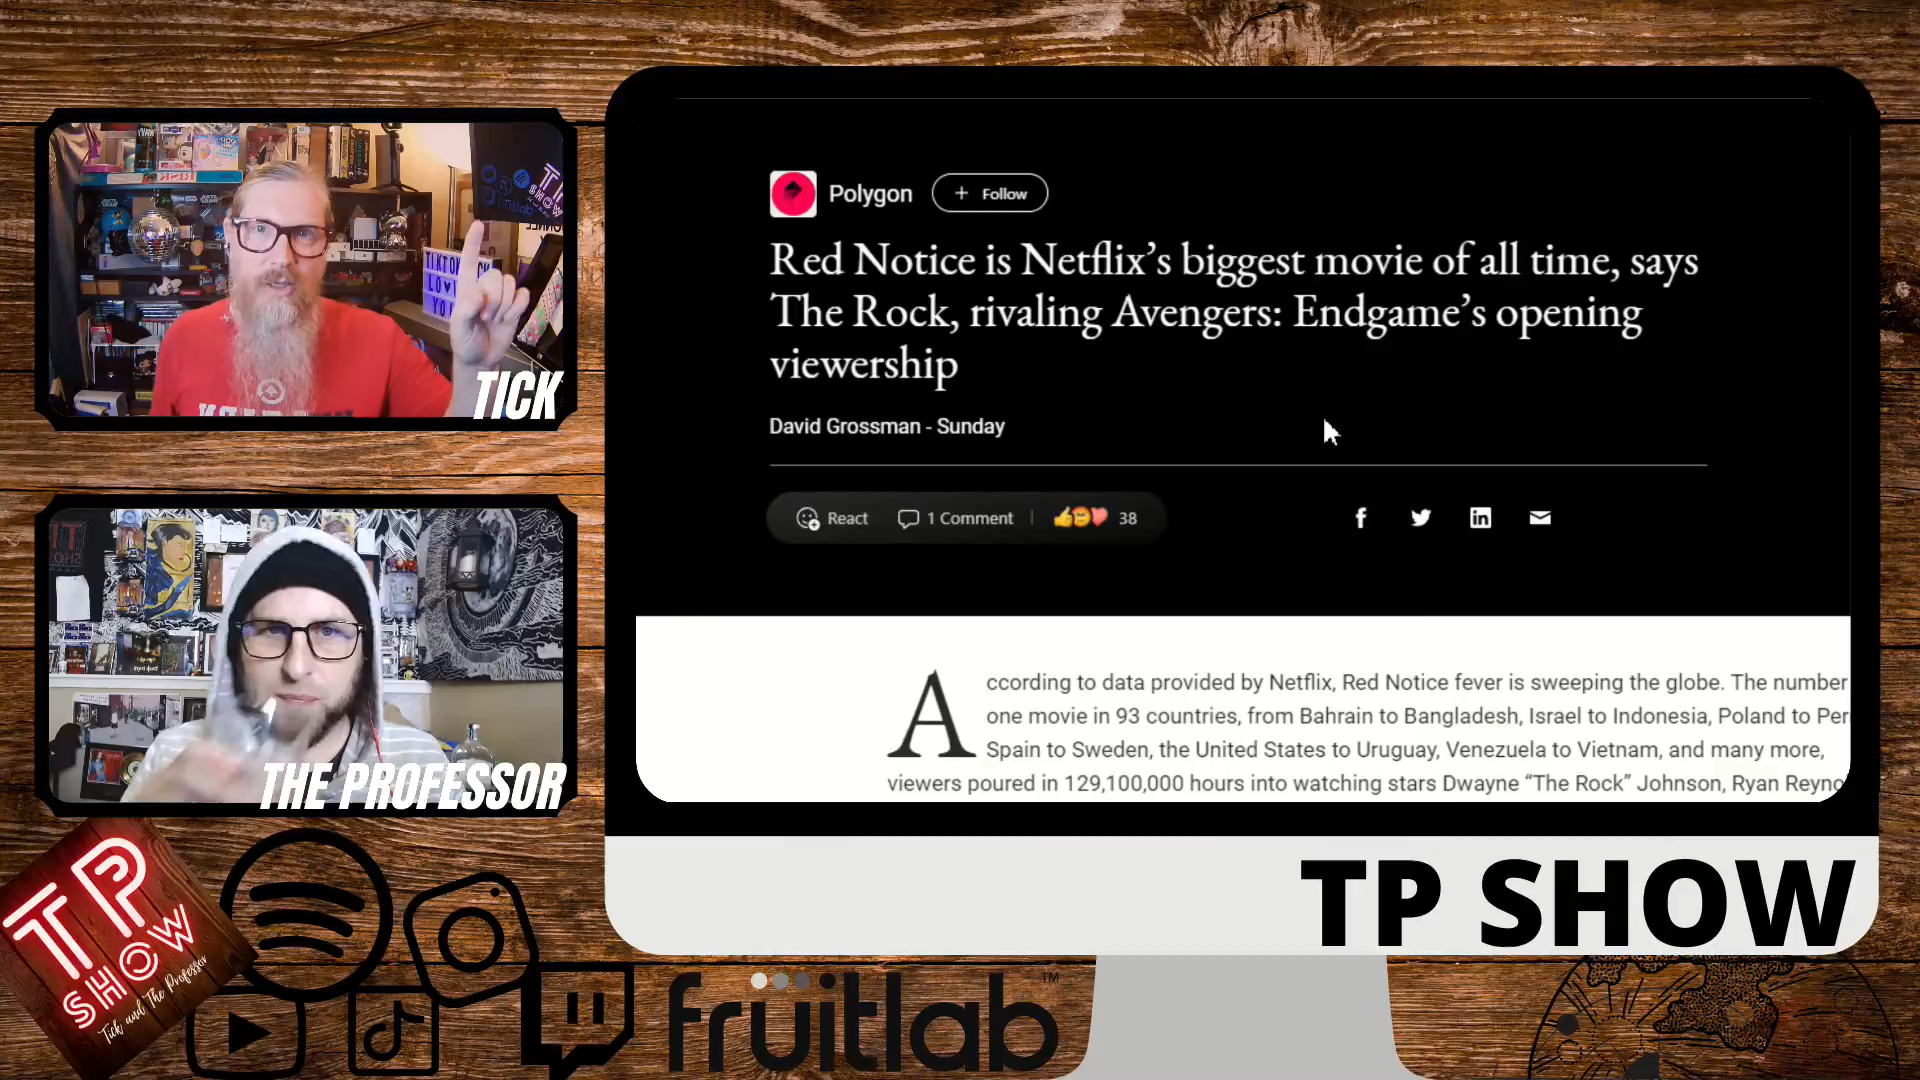 TIKTOK
LOVE
YOU
TICK
THE PROFESSOR
TP
SHOW
Tick and The Professor
fruitlab™
Polygon
+ Follow
Red Notice is Netflix’s biggest movie of all time, says
The Rock, rivaling Avengers: Endgame’s opening
viewership
David Grossman - Sunday
React 1 Comment 38
According to data provided by Netflix, Red Notice fever is sweeping the globe. The number
one movie in 93 countries, from Bahrain to Bangladesh, Israel to Indonesia, Poland to
Spain to Sweden, the United States to Uruguay, Venezuela to Vietnam, and many more,
viewers poured in 129,100,000 hours into watching stars Dwayne “The Rock” Johnson, Ryan
TP SHOW